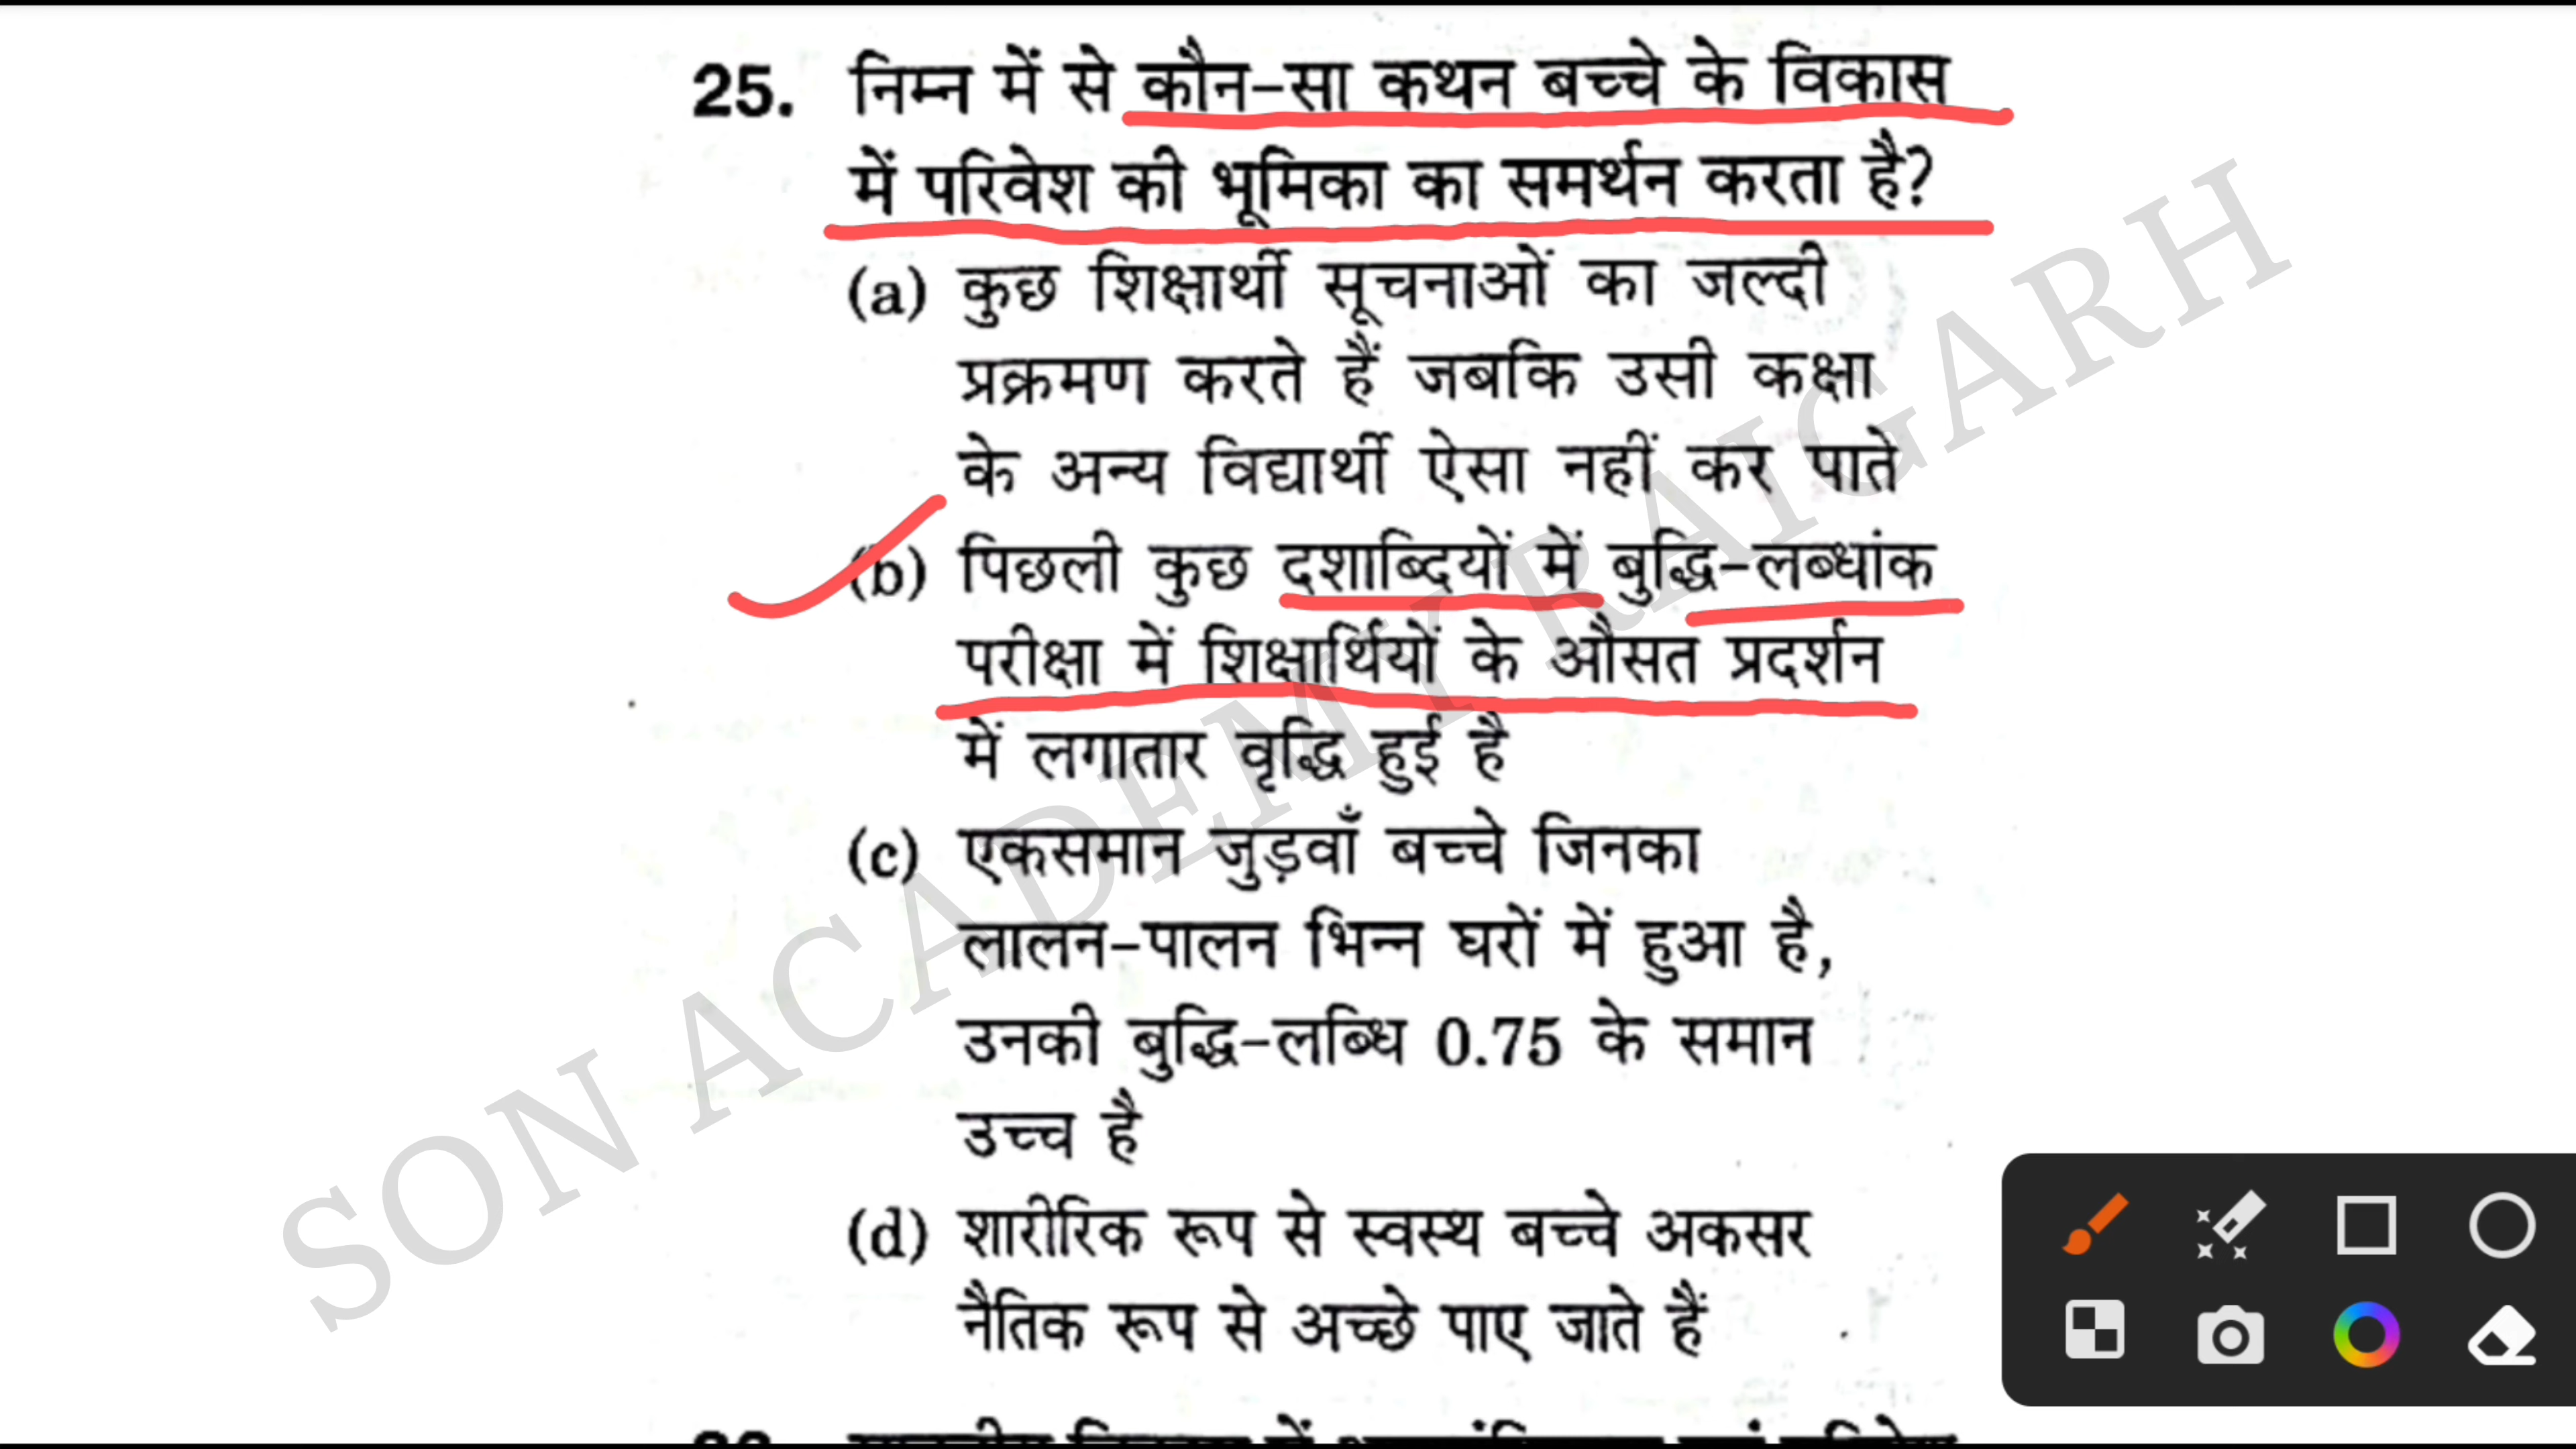 25. निम्न में से कौन-सा कथन बच्चे के विकास
में परिवेश की भूमिका का समर्थन करता है?
(a) कुछ शिक्षार्थी सूचनाओं का जल्दी
प्रक्रमण करते हैं जबकि उसी कक्षा
के अन्य विद्यार्थी ऐसा नहीं कर पाते
(b) पिछली कुछ दशाब्दियों में बुद्धि-लब्धांक
परीक्षा में शिक्षार्थियों के औसत प्रदर्शन
में लगातार वृद्धि हुई है
(c) एकसमान जुड़वाँ बच्चे जिनका
लालन-पालन भिन्न घरों में हुआ है,
उनकी बुद्धि-लब्धि 0.75 के समान
उच्च है
(d) शारीरिक रूप से स्वस्थ बच्चे अकसर
नैतिक रूप से अच्छे पाए जाते हैं
SON ACADEMY RAIGARH